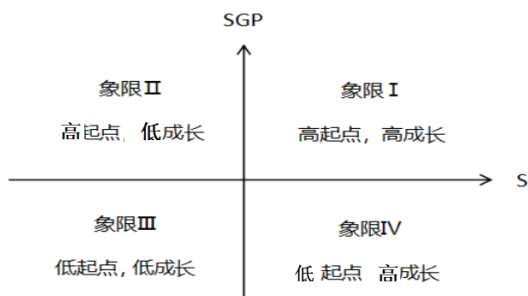 SGP
象限Ⅱ
高起点, 低成长
象限Ⅰ
高起点，高成长
S
象限Ⅲ
低起点, 低成长
象限Ⅳ
低 起点 高成长